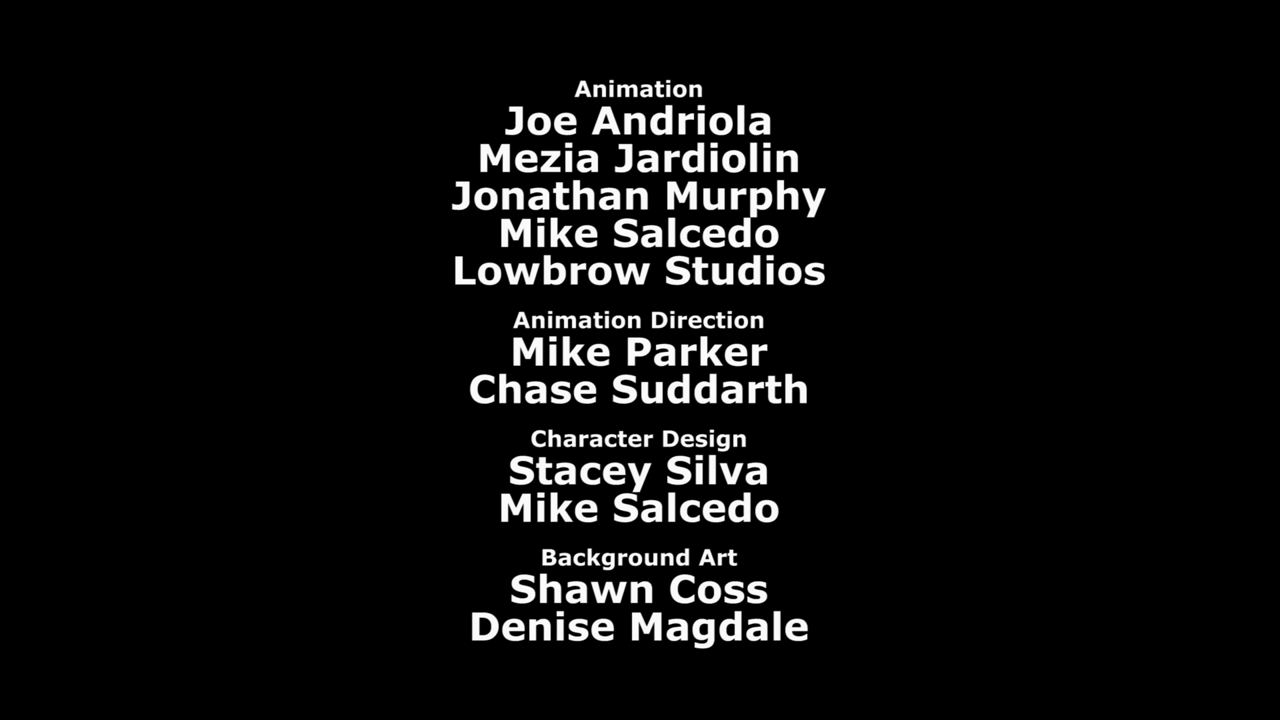 Animation
Joe Andriola
Mezia Jardiolin
Jonathan Murphy
Mike Salcedo
Lowbrow Studios
Animation Direction
Mike Parker
Chase Suddarth
Character Design
Stacey Silva
Mike Salcedo
Background Art
Shawn Coss
Denise Magdale